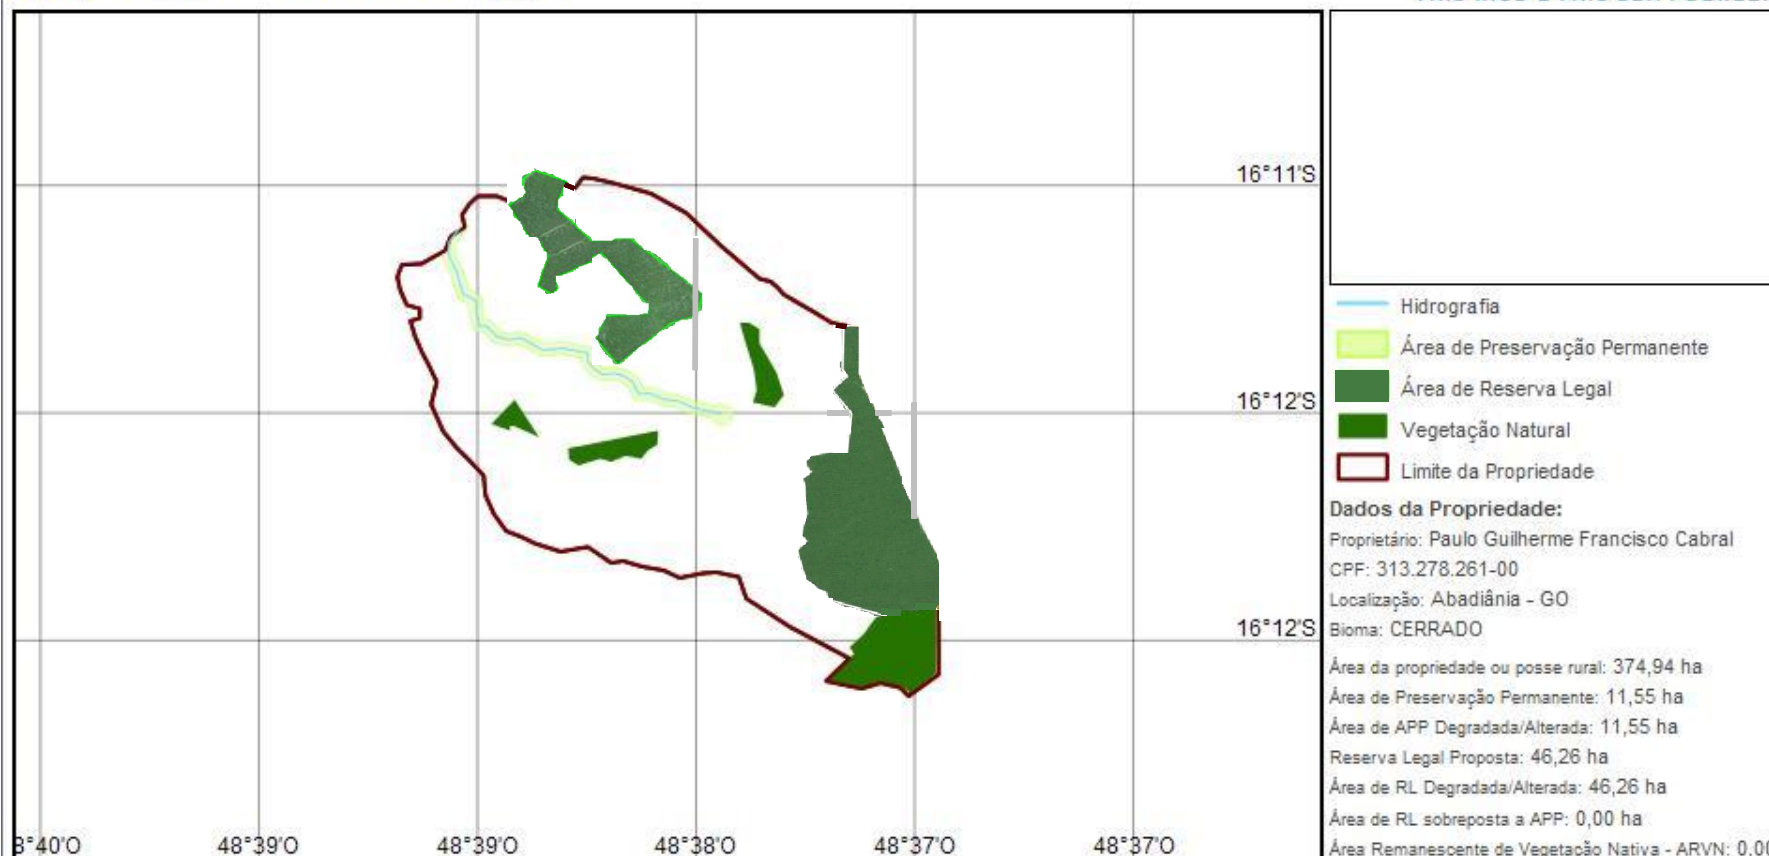 16°11'S
16°12'S
16°12'S
8°40'O 48°39'O 48°39'O 48°38'O 48°37'O 48°37'O
Hidrografia
Área de Preservação Permanente
Área de Reserva Legal
Vegetação Natural
Limite da Propriedade
Dados da Propriedade:
Proprietário: Paulo Guilherme Francisco Cabral
CPF: 313.278.261-00
Localização: Abadiânia - GO
Bioma: CERRADO
Área da propriedade ou posse rural: 374,94 ha
Área de Preservação Permanente: 11,55 ha
Área de APP Degradada/Alterada: 11,55 ha
Reserva Legal Proposta: 46,26 ha
Área de RL Degradada/Alterada: 46,26 ha
Área de RL sobreposta a APP: 0,00 ha
Área Remanescente de Vegetação Nativa - ARVN: 0,00